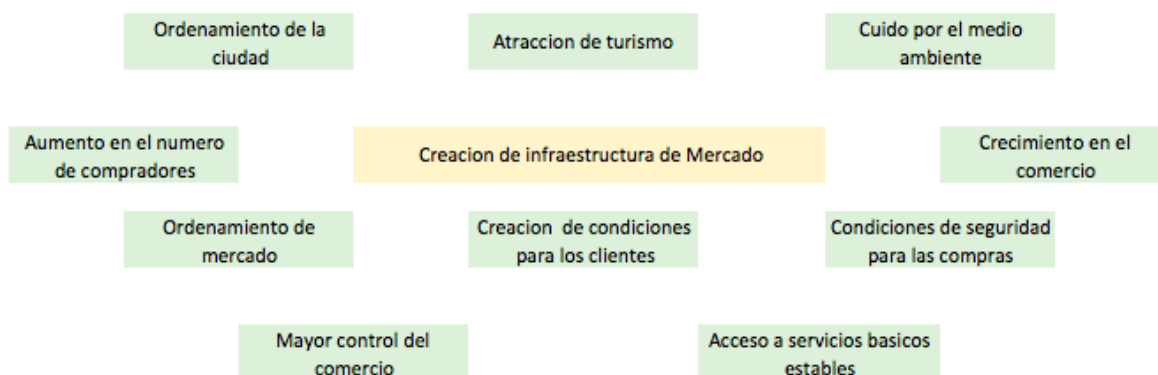 Ordenamiento de la
ciudad
Atraccion de turismo
Cuido por el medio
ambiente
Aumento en el numero
de compradores
Creacion de infraestructura de Mercado
Crecimiento en el
comercio
Ordenamiento de
mercado
Creacion  de condiciones
para los clientes
Condiciones de seguridad
para las compras
Mayor control del
comercio
Acceso a servicios basicos
estables